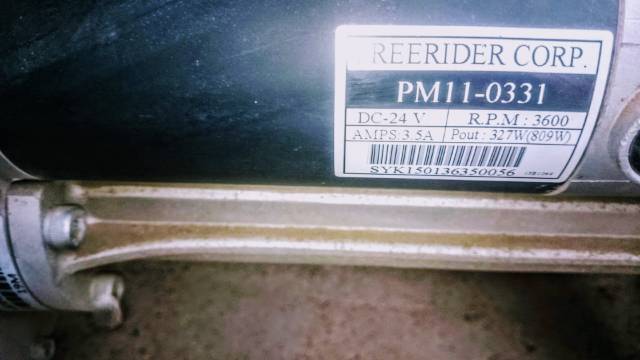 REERIDER CORP.
PM11-0331
DC-24 V R.P.M : 3600
AMPS:3.5A Pout : 327W(809W)
SYK150136350056